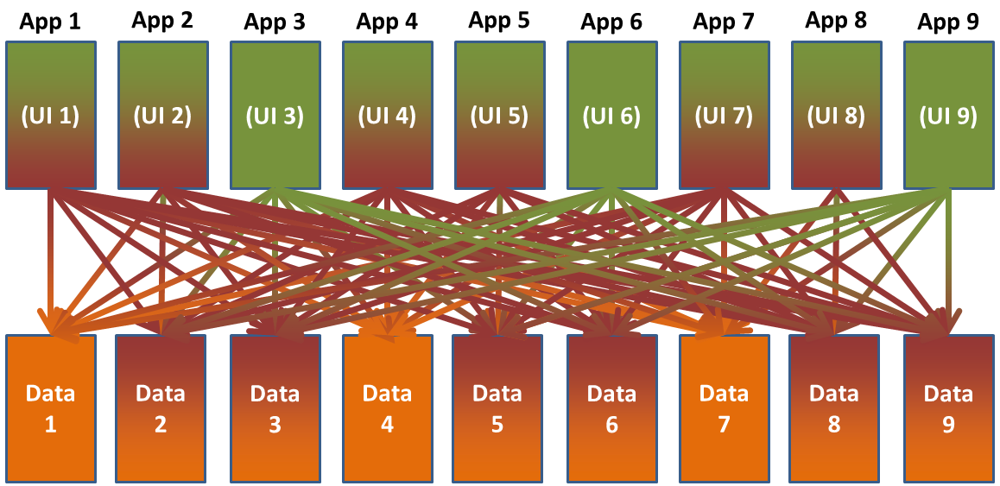 App 1 App 2 App 3 App 4 App 5 App 6 App 7 App 8 App 9
(UI 1) (UI 2) (UI 3) (UI 4) (UI 5) (UI 6) (UI 7) (UI 8) (UI 9)
Data Data Data Data Data Data Data Data Data
1 2 3 4 5 6 7 8 9